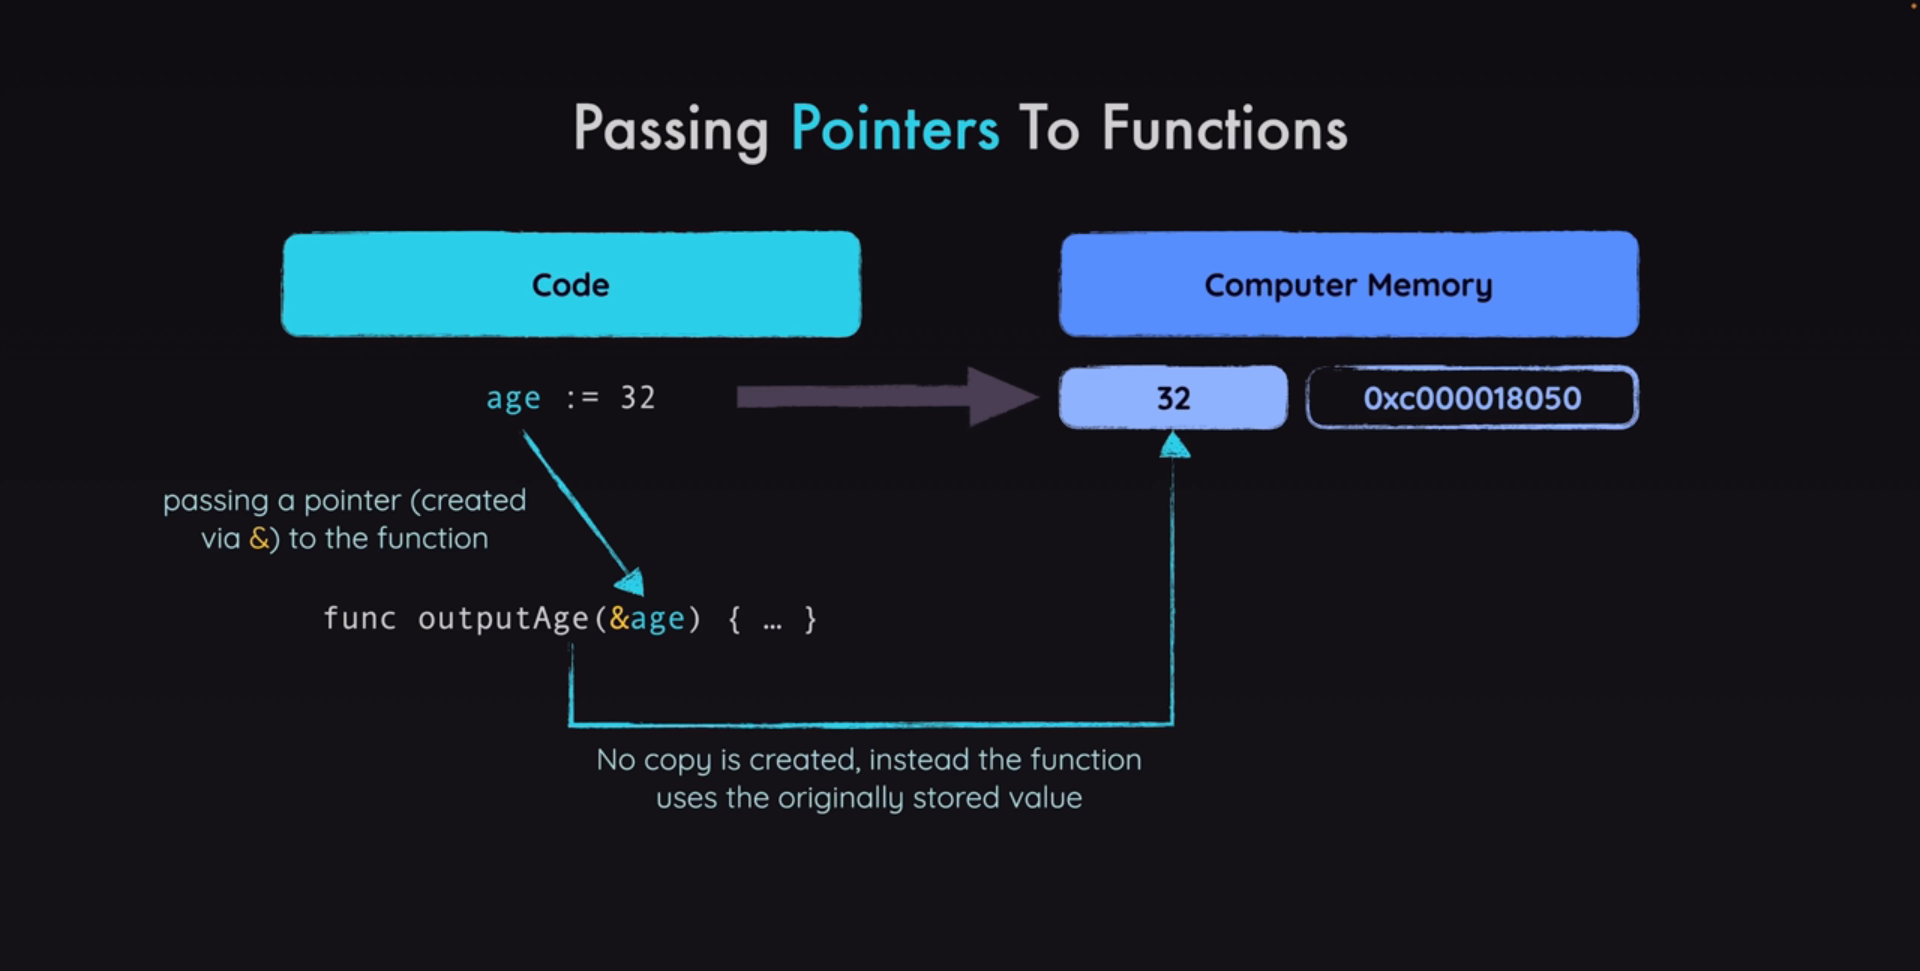 Passing Pointers To Functions
Code
Computer Memory
age := 32
32
0xc000018050
passing a pointer (created
via &) to the function
func outputAge(&age) { … }
No copy is created, instead the function
uses the originally stored value